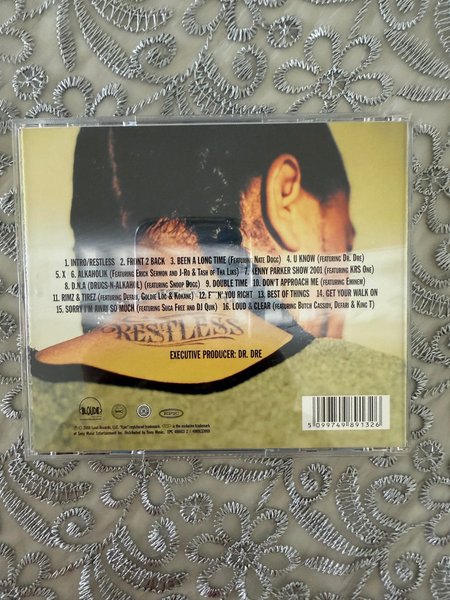 1. INTRO/RESTLESS 2. FRONT 2 BACK 3. BEEN A LONG TIME (FEATURING NATE DOGG) 4. U KNOW (FEATURING DR. DRE)
5. X 6. ALKAHOLIK (FEATURING ERICK SERMON AND J-RO & TASH OF THA LIKS) 7. KENNY PARKER SHOW 2001 (FEATURING KRS ONE)
8. D.N.A (DRUGS-N-ALKAHOL) (FEATURING SNOOP DOGG) 9. DOUBLE TIME 10. DON'T APPROACH ME (FEATURING EMINEM)
11. RIMZ & TIREZ (FEATURING DEFARI, GOLDIE LOC & KOKANE) 12. F**N' YOU RIGHT 13. BEST OF THINGS 14. GET YOUR WALK ON
15. SORRY I'M AWAY SO MUCH (FEATURING SUGA FREE AND DJ QUIK) 16. LOUD & CLEAR (FEATURING BUTCH CASSIDY, DEFARI & KING T)
RESTLESS
EXECUTIVE PRODUCER: DR. DRE
LOUD
EPIC
5 099749 891326